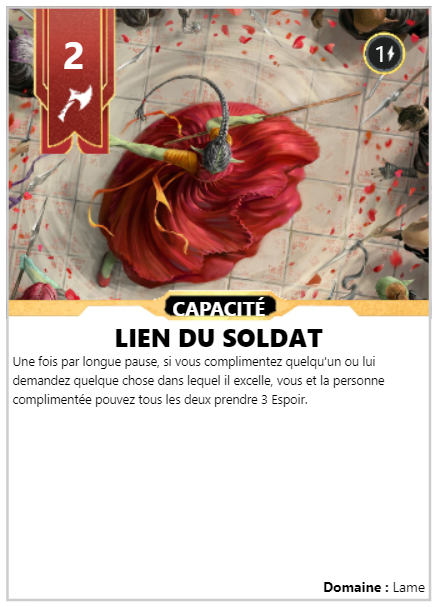 2
1
CAPACITÉ
LIEN DU SOLDAT
Une fois par longue pause, si vous complimentez quelqu'un ou lui
demandez quelque chose dans lequel il excelle, vous et la personne
complimentée pouvez tous les deux prendre 3 Espoir.
Domaine : Lame